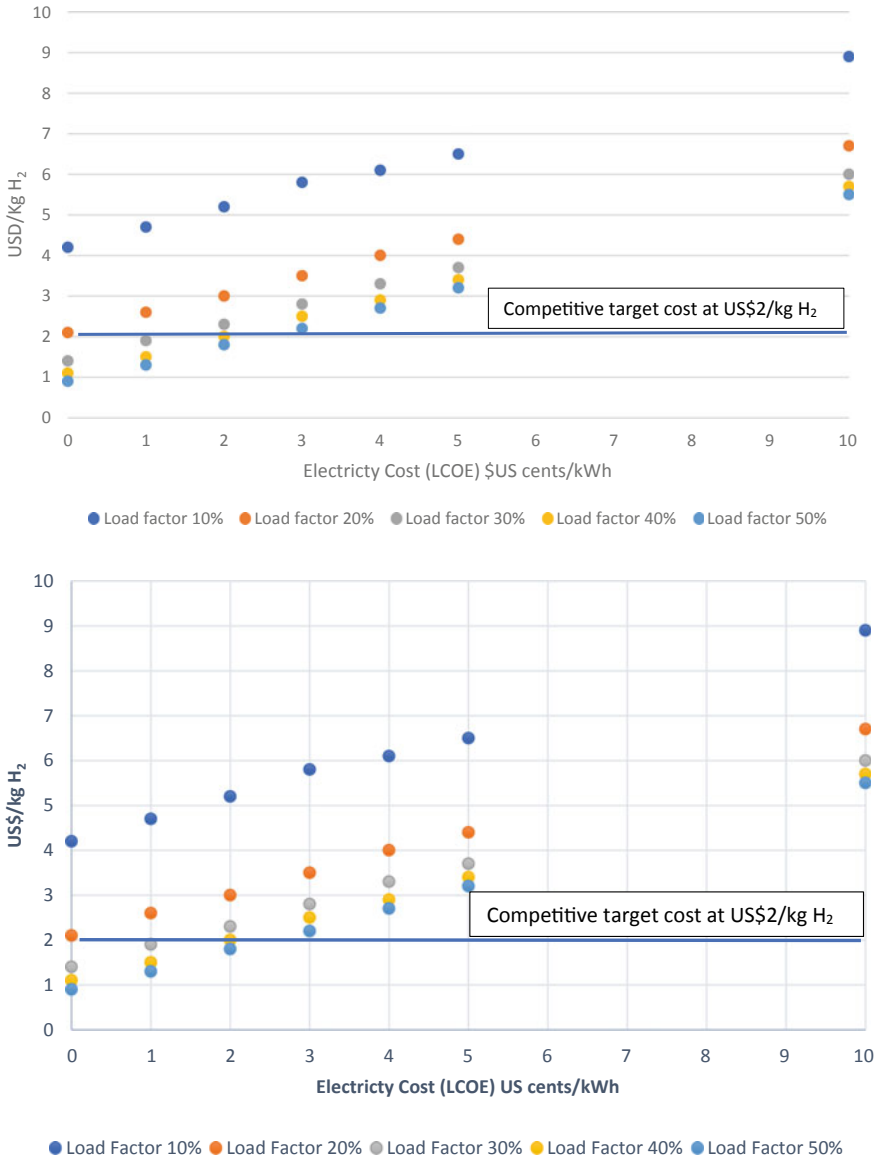 10
9
8
7
6
5
4
3
2
1
0
USD/Kg H₂
Competitive target cost at US$2/kg H₂
0 1 2 3 4 5 6 7 8 9 10
Electricty Cost (LCOE) $US cents/kWh
Load factor 10% Load factor 20% Load factor 30% Load factor 40% Load factor 50%
10
9
8
7
6
5
4
3
2
1
0
US$/kg H₂
Competitive target cost at US$2/kg H₂
0 1 2 3 4 5 6 7 8 9 10
Electricty Cost (LCOE) US cents/kWh
Load Factor 10% Load Factor 20% Load Factor 30% Load Factor 40% Load Factor 50%